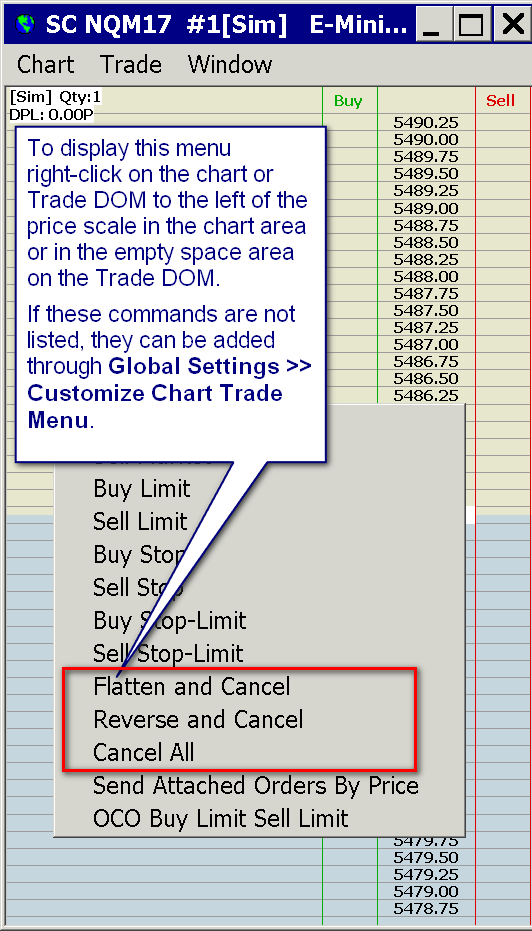 SC NQM17 #1[Sim] E-Mini...
Chart Trade Window
[Sim] Qty:1 Buy Sell
DPL: 0.00P
5490.25
5490.00
5489.75
5489.50
5489.25
5489.00
5488.75
5488.50
5488.25
5488.00
5487.75
5487.50
5487.25
5487.00
5486.75
5486.50
5486.25
To display this menu
right-click on the chart or
Trade DOM to the left of the
price scale in the chart area
or in the empty space area
on the Trade DOM.
If these commands are not
listed, they can be added
through Global Settings >>
Customize Chart Trade
Menu.
Buy Limit
Sell Limit
Buy Stop
Sell Stop
Buy Stop-Limit
Sell Stop-Limit
Flatten and Cancel
Reverse and Cancel
Cancel All
Send Attached Orders By Price
OCO Buy Limit Sell Limit
5479.75
5479.50
5479.25
5479.00
5478.75